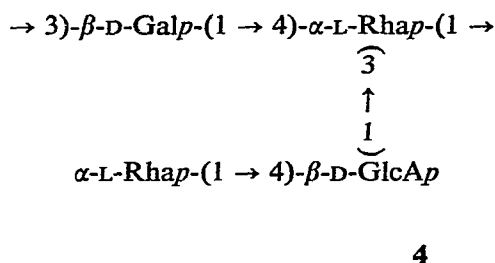 → 3)-β-D-Galp-(1 → 4)-α-L-Rhap-(1 →
3
↑
1
α-L-Rhap-(1 → 4)-β-D-GlcAp
4